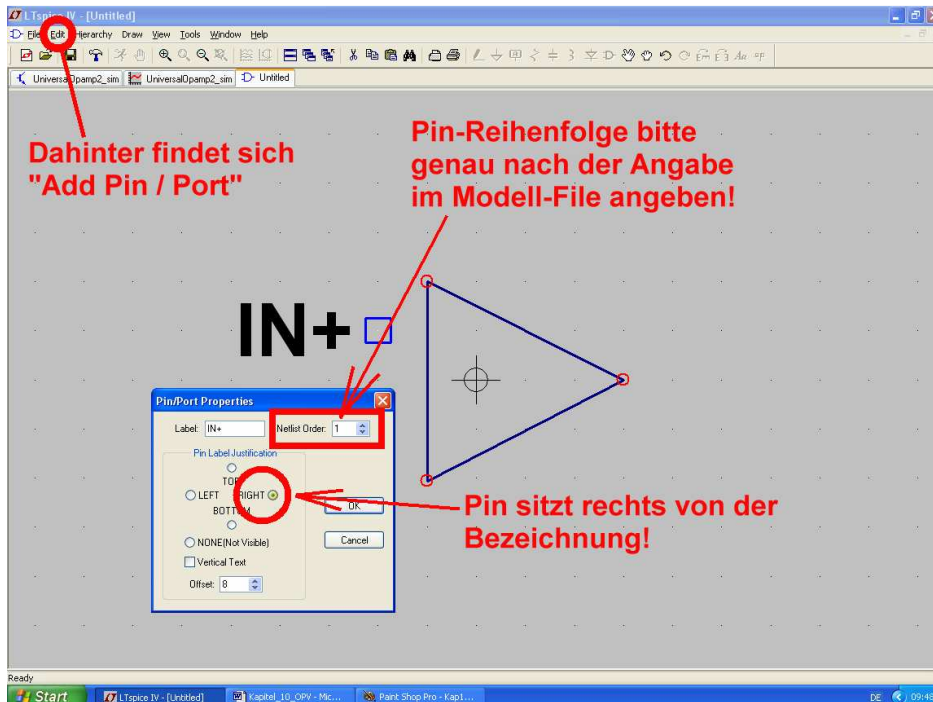 LTspice IV - [Untitled]
File Edit Hierarchy Draw View Tools Window Help
UniversalOpamp2_sim UniversalOpamp2_sim Untitled
Pin-Reihenfolge bitte
genau nach der Angabe
im Modell-File angeben!
Dahinter findet sich
"Add Pin / Port"
IN+
Pin/Port Properties
Label: IN+ Netlist Order: 1
Pin Label Justification
TOP
LEFT RIGHT
BOTTOM
OK
NONE(Not Visible)
Cancel
Vertical Text
Offset: 8
Pin sitzt rechts von der
Bezeichnung!
Ready
Start LTspice IV - [Untitled] Kapitel_10_OPV - Mic... Paint Shop Pro - Kap1... DE 09:48